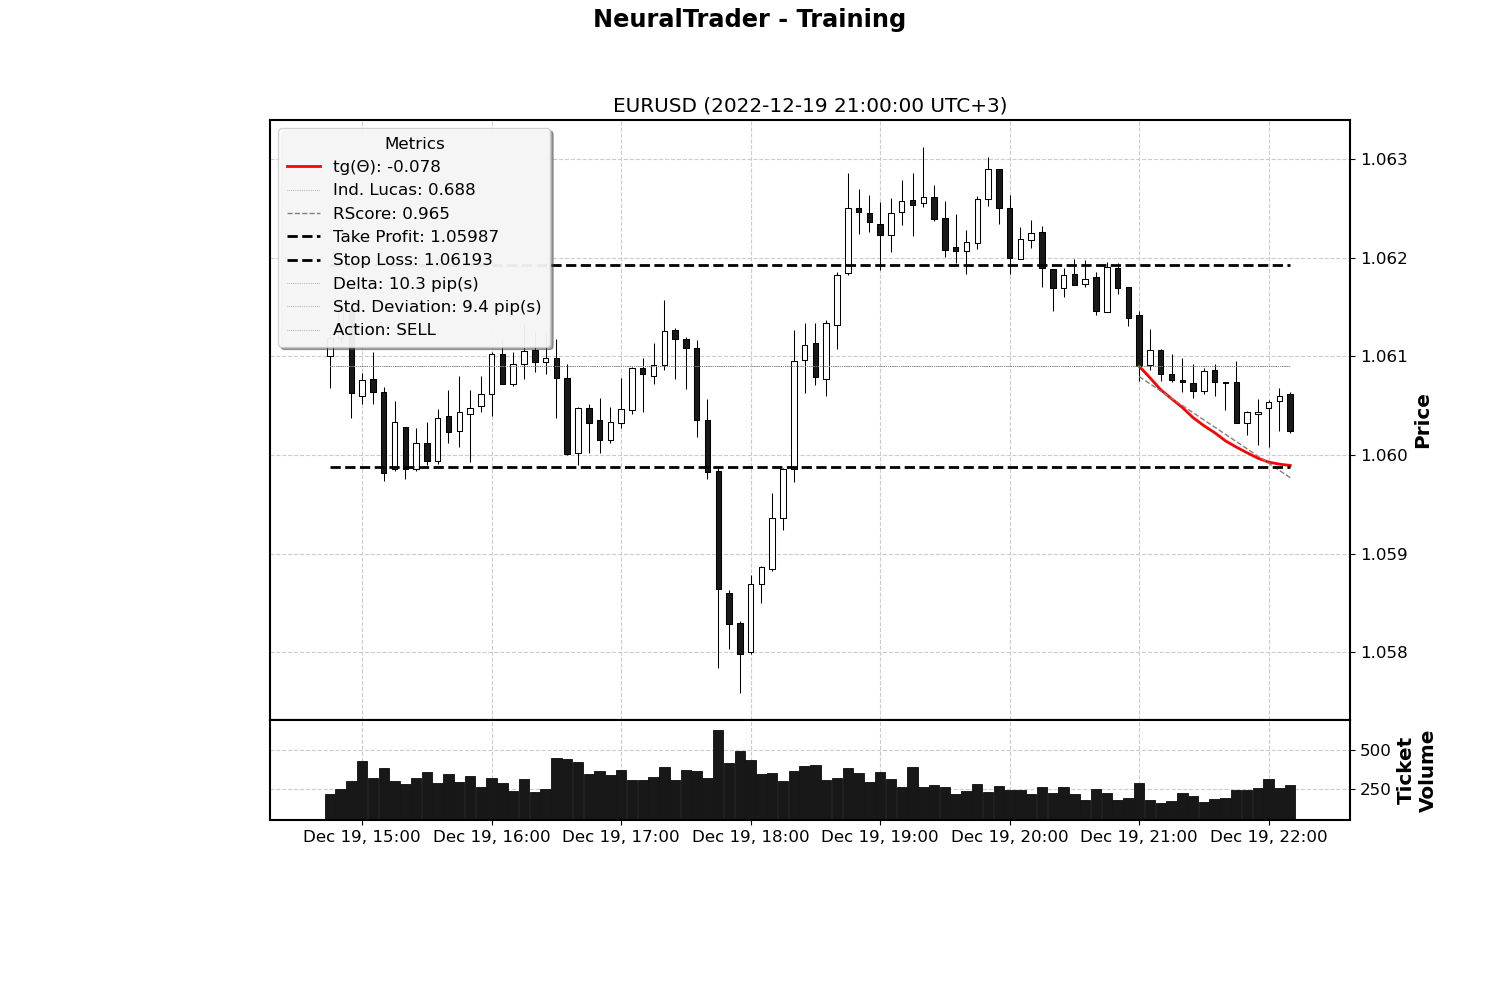 NeuralTrader - Training
EURUSD (2022-12-19 21:00:00 UTC+3)
Metrics
tg(Θ): -0.078
Ind. Lucas: 0.688
RScore: 0.965
Take Profit: 1.05987
Stop Loss: 1.06193
Delta: 10.3 pip(s)
Std. Deviation: 9.4 pip(s)
Action: SELL
1.063
1.062
1.061
1.060
1.059
1.058
Price
500
250
Ticket
Volume
Dec 19, 15:00
Dec 19, 16:00
Dec 19, 17:00
Dec 19, 18:00
Dec 19, 19:00
Dec 19, 20:00
Dec 19, 21:00
Dec 19, 22:00